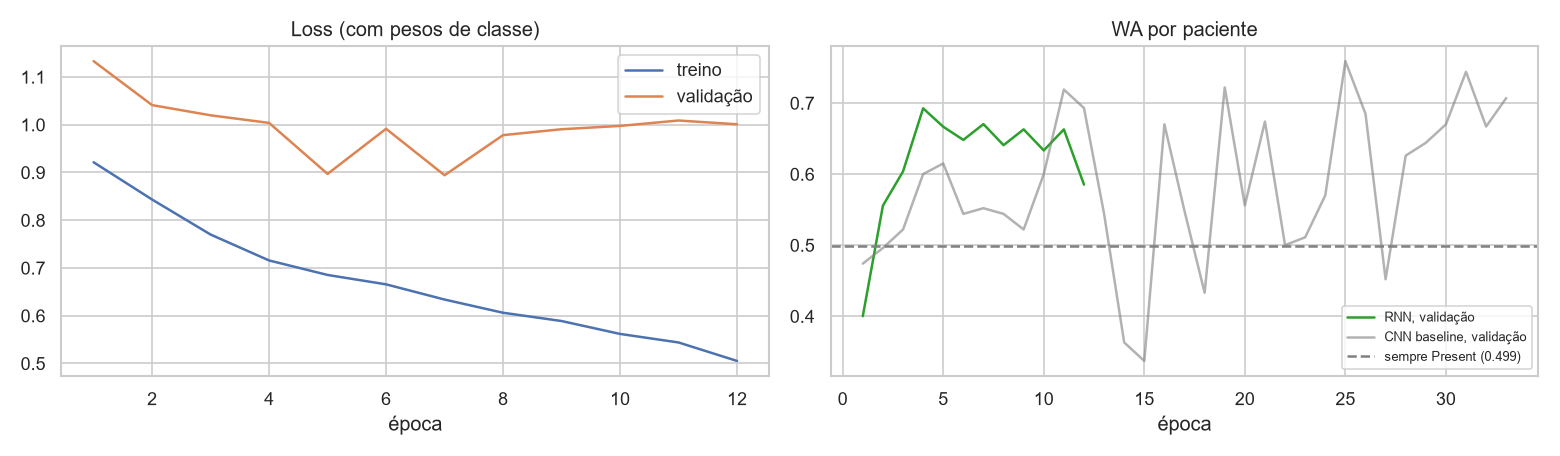 Loss (com pesos de classe)
treino
validação
1.1
1.0
0.9
0.8
0.7
0.6
0.5
2 4 6 8 10 12
época
WA por paciente
0.7
0.6
0.5
0.4
RNN, validação
CNN baseline, validação
sempre Present (0.499)
0 5 10 15 20 25 30
época